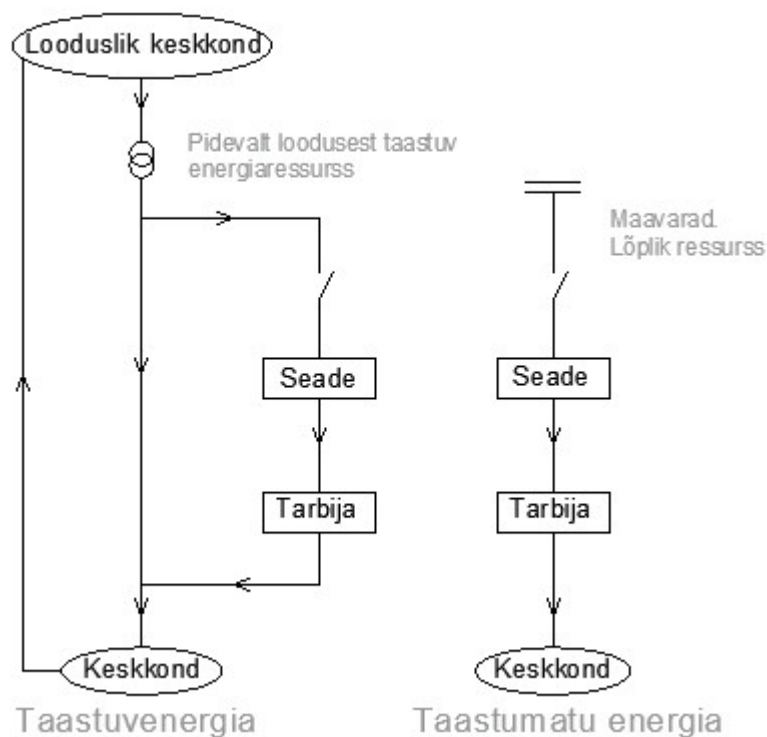 Looduslik keskkond
Pidevalt loodusest taastuv
energiaressurss
Maavarad.
Lõplik ressurss
Seade
Seade
Tarbija
Tarbija
Keskkond
Keskkond
Taastuvenergia
Taastumatu energia